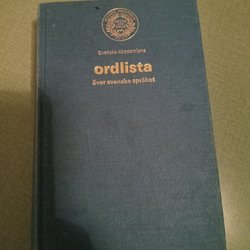 Svenska Akademiens
ordlista
över svenska språket